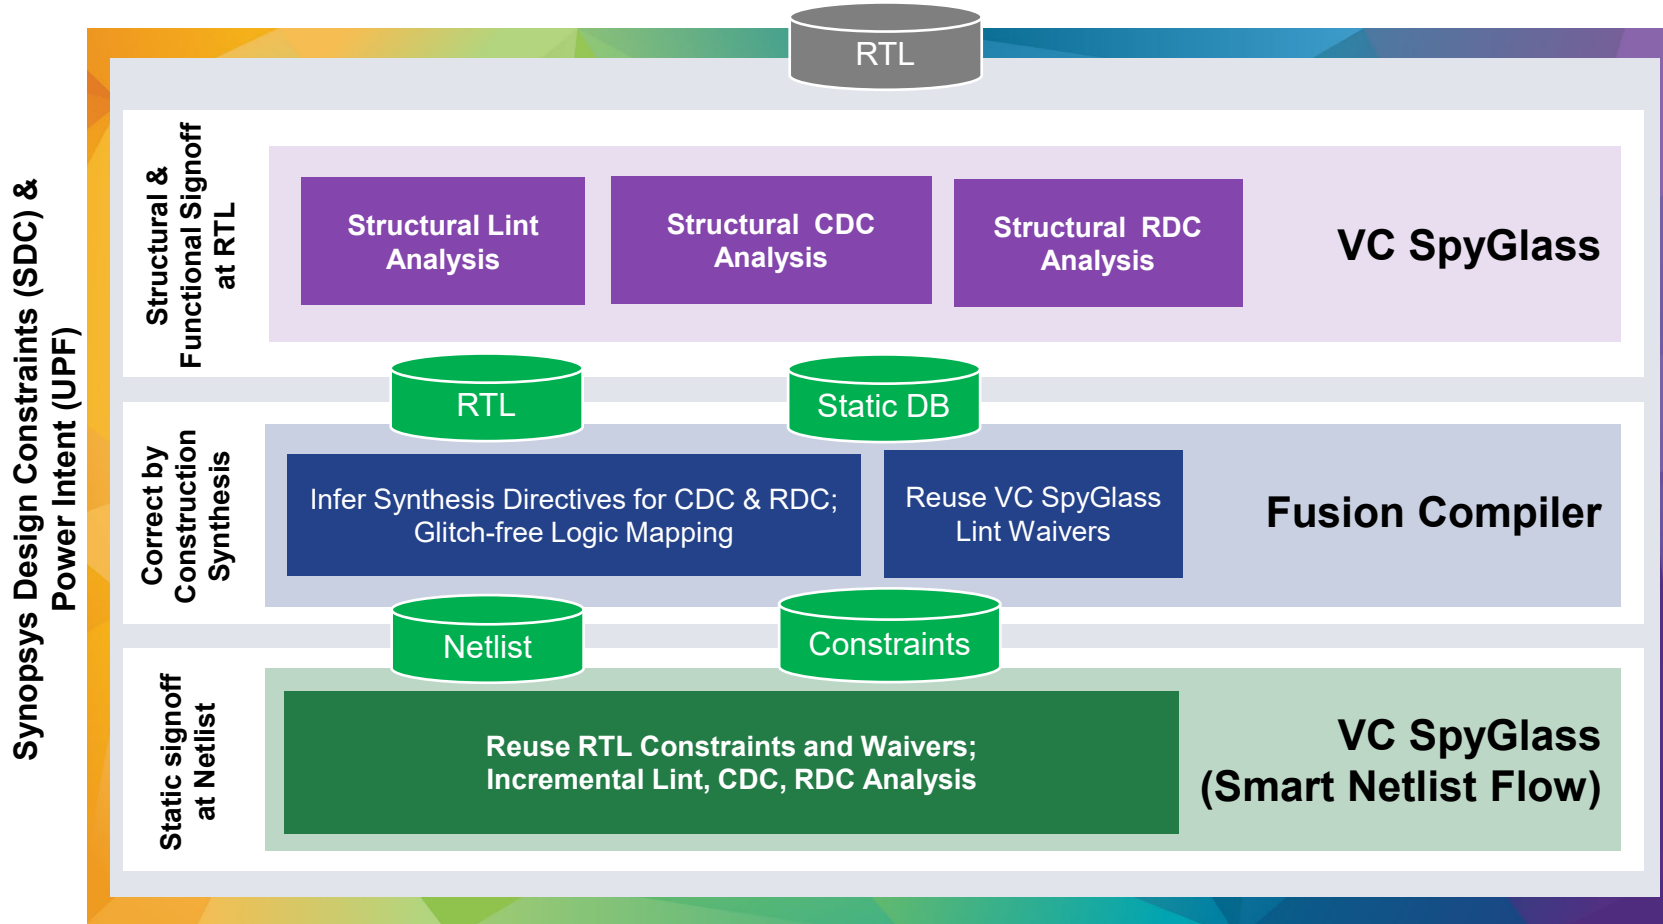 RTL
Synopsys Design Constraints (SDC) &
Power Intent (UPF)
Structural &
Functional Signoff
at RTL
Structural Lint
Analysis
Structural CDC
Analysis
Structural RDC
Analysis
VC SpyGlass
RTL
Static DB
Correct by
Construction
Synthesis
Infer Synthesis Directives for CDC & RDC;
Glitch-free Logic Mapping
Reuse VC SpyGlass
Lint Waivers
Fusion Compiler
Netlist
Constraints
Static signoff
at Netlist
Reuse RTL Constraints and Waivers;
Incremental Lint, CDC, RDC Analysis
VC SpyGlass
(Smart Netlist Flow)